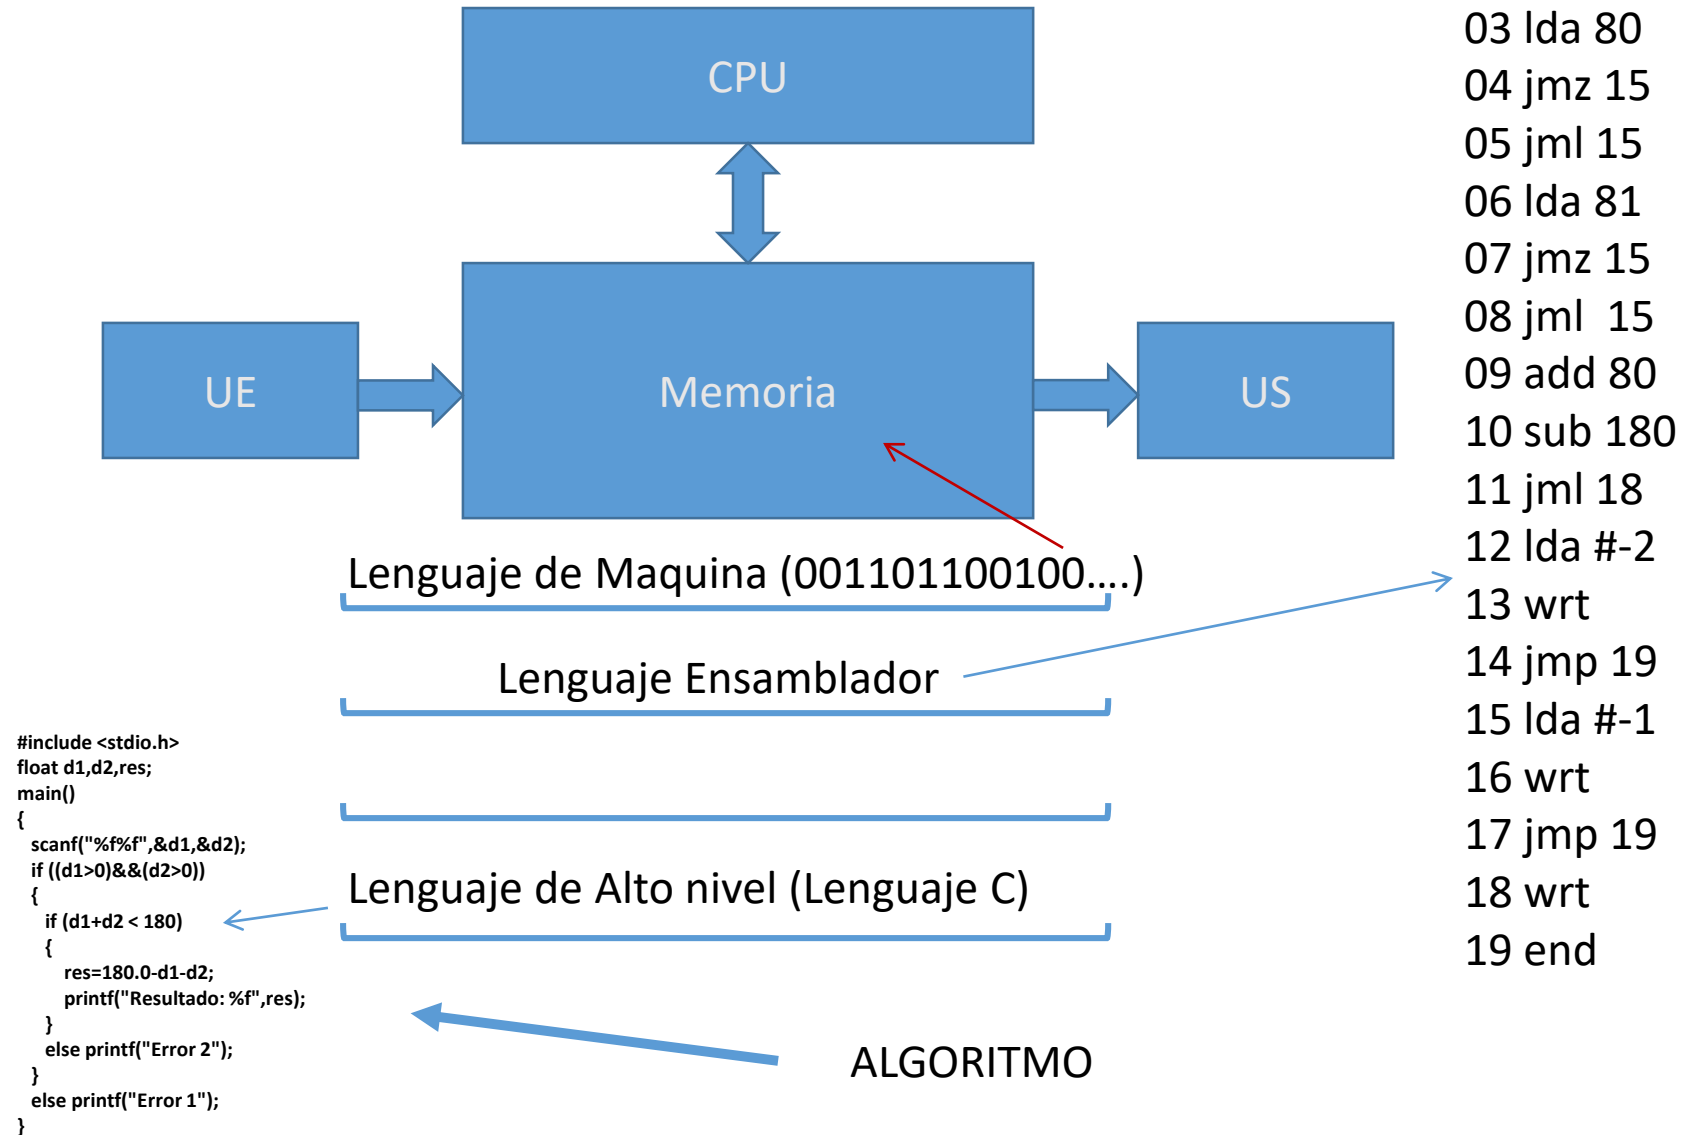 CPU
UE
Memoria
US
Lenguaje de Maquina (001101100100....)
Lenguaje Ensamblador
Lenguaje de Alto nivel (Lenguaje C)
ALGORITMO
#include <stdio.h>
float d1,d2,res;
main()
{
scanf("%f%f",&d1,&d2);
if ((d1>0)&&(d2>0))
{
if (d1+d2 < 180)
{
res=180.0-d1-d2;
printf("Resultado: %f",res);
}
else printf("Error 2");
}
else printf("Error 1");
}
03 lda 80
04 jmz 15
05 jml 15
06 lda 81
07 jmz 15
08 jml  15
09 add 80
10 sub 180
11 jml 18
12 lda #-2
13 wrt
14 jmp 19
15 lda #-1
16 wrt
17 jmp 19
18 wrt
19 end